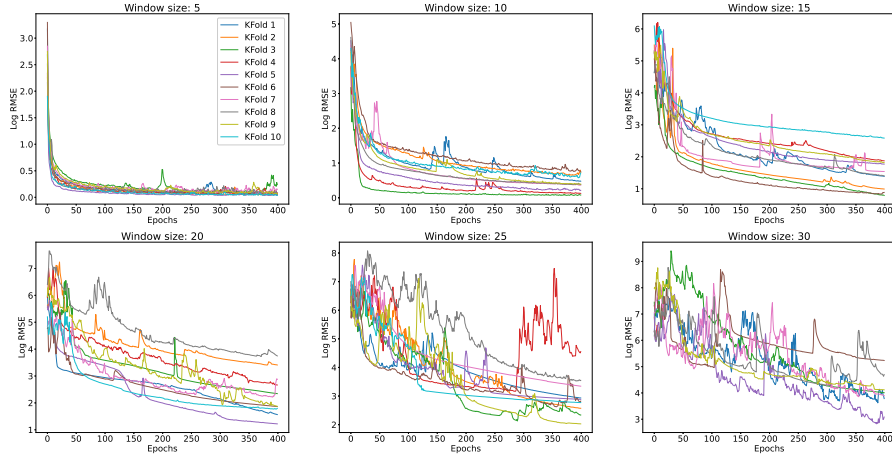 Window size: 5
Log RMSE
3.0
2.5
2.0
1.5
1.0
0.5
0.0
KFold 1
KFold 2
KFold 3
KFold 4
KFold 5
KFold 6
KFold 7
KFold 8
KFold 9
KFold 10
0 50 100 150 200 250 300 350 400
Epochs
Window size: 10
Log RMSE
5
4
3
2
1
0
0 50 100 150 200 250 300 350 400
Epochs
Window size: 15
Log RMSE
6
5
4
3
2
1
0 50 100 150 200 250 300 350 400
Epochs
Window size: 20
Log RMSE
7
6
5
4
3
2
1
0 50 100 150 200 250 300 350 400
Epochs
Window size: 25
Log RMSE
8
7
6
5
4
3
2
0 50 100 150 200 250 300 350 400
Epochs
Window size: 30
Log RMSE
9
8
7
6
5
4
3
0 50 100 150 200 250 300 350 400
Epochs